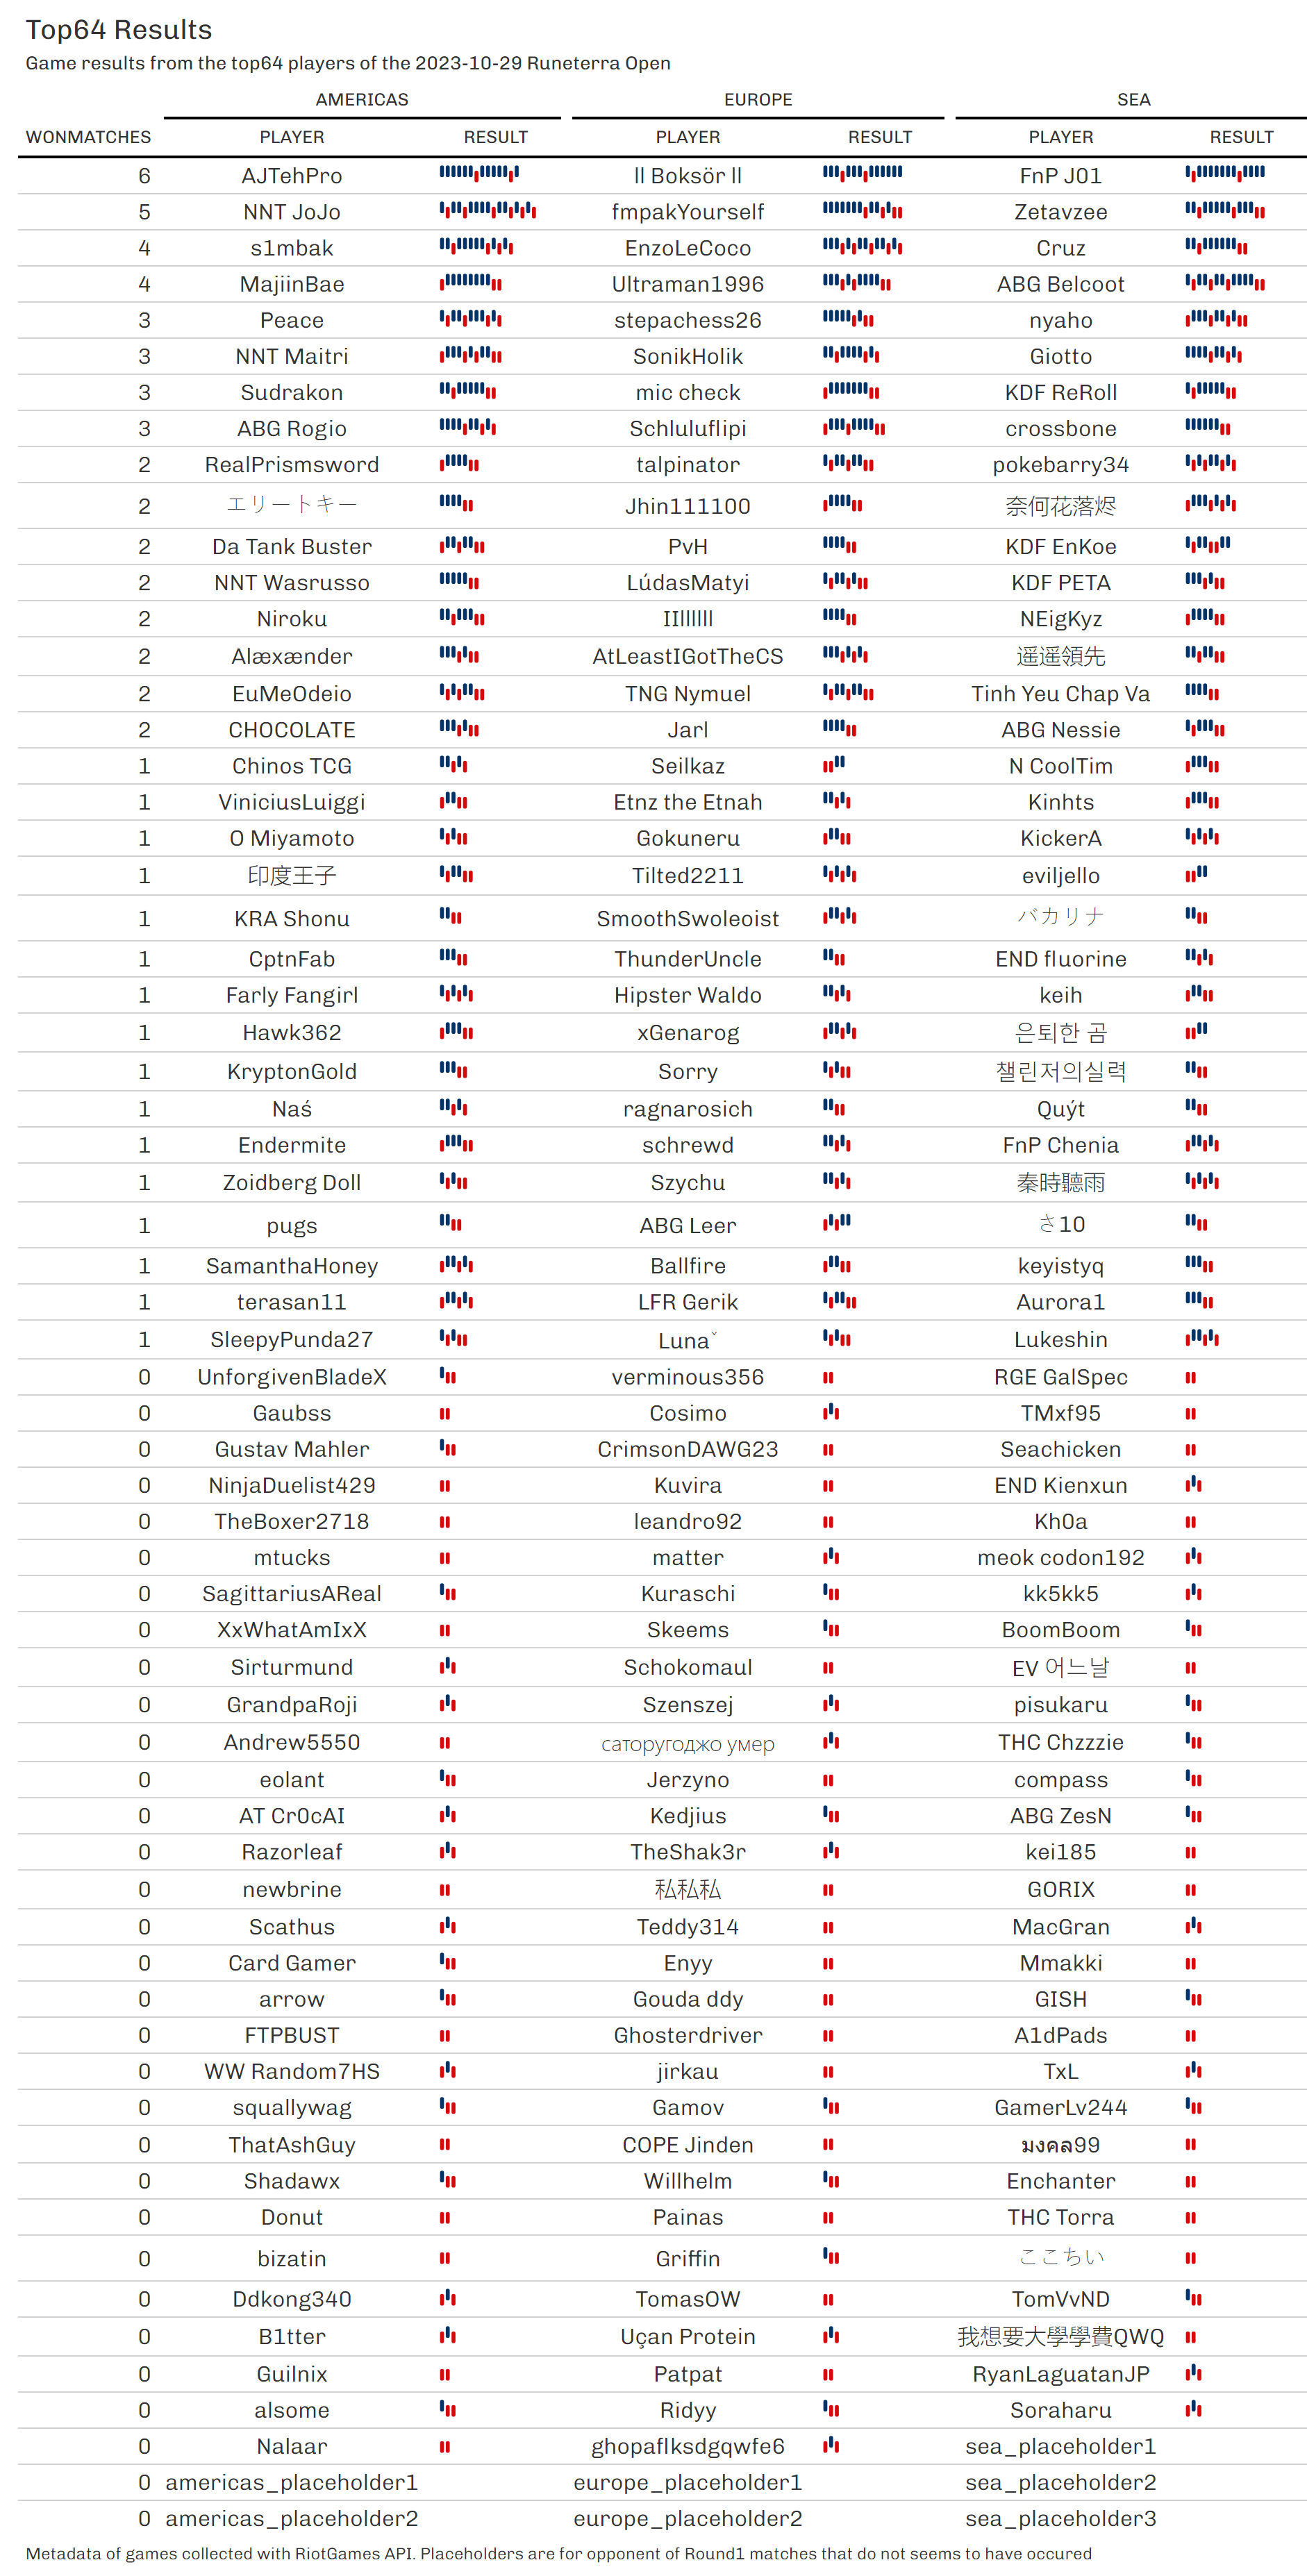 Top64 Results
Game results from the top64 players of the 2023-10-29 Runeterra Open
AMERICAS EUROPE SEA
WONMATCHES PLAYER RESULT PLAYER RESULT PLAYER RESULT
6 AJTehPro ll Boksör ll FnP J01
5 NNT JoJo fmpakYourself Zetavzee
4 s1mbak EnzoLeCoco Cruz
4 MajiinBae Ultraman1996 ABG Belcoot
3 Peace stepachess26 nyaho
3 NNT Maitri SonikHolik Giotto
3 Sudrakon mic check KDF ReRoll
3 ABG Rogio Schluluflipi crossbone
2 RealPrismsword talpinator pokebarry34
2 エリートキー Jhin111100 奈何花落烬
2 Da Tank Buster PvH KDF EnKoe
2 NNT Wasrusso LúdasMatyi KDF PETA
2 Niroku IIllllll NEigKyz
2 Alæxænder AtLeastIGotTheCS 遥遥領先
2 EuMeOdeio TNG Nymuel Tinh Yeu Chap Va
2 CHOCOLATE Jarl ABG Nessie
1 Chinos TCG Seilkaz N CoolTim
1 ViniciusLuiggi Etnz the Etnah Kinhts
1 O Miyamoto Gokuneru KickerA
1 印度王子 Tilted2211 eviljello
1 KRA Shonu SmoothSwoleoist バカリナ
1 CptnFab ThunderUncle END fluorine
1 Farly Fangirl Hipster Waldo keih
1 Hawk362 xGenarog 은퇴한 곰
1 KryptonGold Sorry 챌린저의실력
1 Naś ragnarosich Quýt
1 Endermite schrewd FnP Chenia
1 Zoidberg Doll Szychu 秦時聽雨
1 pugs ABG Leer さ10
1 SamanthaHoney Ballfire keyistyq
1 terasan11 LFR Gerik Aurora1
1 SleepyPunda27 Lunaˇ Lukeshin
0 UnforgivenBladeX verminous356 RGE GalSpec
0 Gaubss Cosimo TMxf95
0 Gustav Mahler CrimsonDAWG23 Seachicken
0 NinjaDuelist429 Kuvira END Kienxun
0 TheBoxer2718 leandro92 Kh0a
0 mtucks matter meok codon192
0 SagittariusAReal Kuraschi kk5kk5
0 XxWhatAmIxX Skeems BoomBoom
0 Sirturmund Schokomaul EV 어느날
0 GrandpaRoji Szenszej pisukaru
0 Andrew5550 саторугоджо умер THC Chzzzie
0 eolant Jerzyno compass
0 AT Cr0cAI Kedjius ABG ZesN
0 Razorleaf TheShak3r kei185
0 newbrine 私私私 GORIX
0 Scathus Teddy314 MacGran
0 Card Gamer Enyy Mmakki
0 arrow Gouda ddy GISH
0 FTPBUST Ghosterdriver A1dPads
0 WW Random7HS jirkau TxL
0 squallywag Gamov GamerLv244
0 ThatAshGuy COPE Jinden มงคล99
0 Shadawx Willhelm Enchanter
0 Donut Painas THC Torra
0 bizatin Griffin ここちい
0 Ddkong340 TomasOW TomVvND
0 B1tter Uçan Protein 我想要大學學費QWQ
0 Guilnix Patpat RyanLaguatanJP
0 alsome Ridyy Soraharu
0 Nalaar ghopaflksdgqwfe6 sea_placeholder1
0 americas_placeholder1 europe_placeholder1 sea_placeholder2
0 americas_placeholder2 europe_placeholder2 sea_placeholder3
Metadata of games collected with RiotGames API. Placeholders are for opponent of Round1 matches that do not seems to have occured